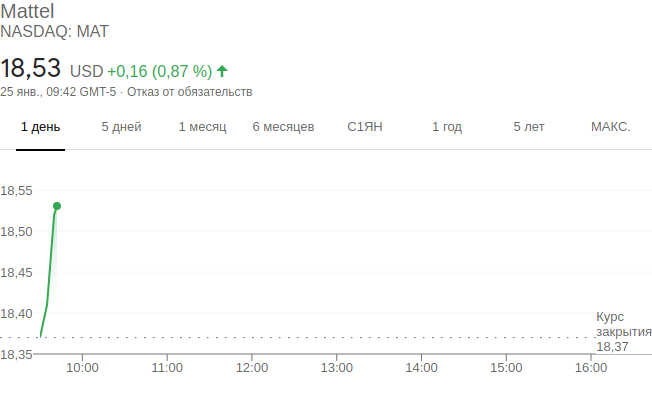 Mattel
NASDAQ: MAT
18,53 USD +0,16 (0,87 %)
25 янв., 09:42 GMT-5 · Отказ от обязательств
1 день 5 дней 1 месяц 6 месяцев С1ЯН 1 год 5 лет МАКС.
18,55
18,50
18,45
18,40
Курс
закрытия
18,37
18,35
10:00 11:00 12:00 13:00 14:00 15:00 16:00